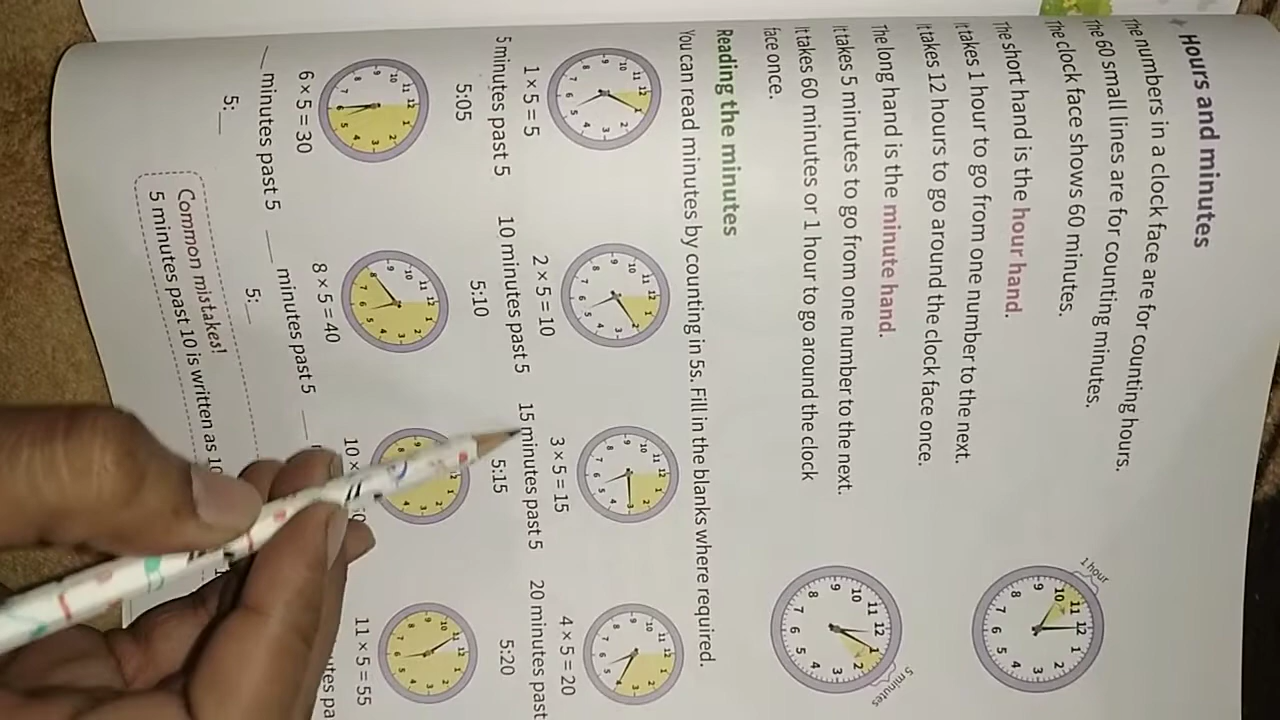 Hours and minutes
The numbers in a clock face are for counting hours.
The 60 small lines are for counting minutes.
The clock face shows 60 minutes.
1 hour
The short hand is the hour hand.
It takes 1 hour to go from one number to the next.
It takes 12 hours to go around the clock face once.
The long hand is the minute hand.
It takes 5 minutes to go from one number to the next.
It takes 60 minutes or 1 hour to go around the clock
face once.
5 minutes
Reading the minutes
You can read minutes by counting in 5s. Fill in the blanks where required.
1 × 5 = 5 2 × 5 = 10 3 × 5 = 15 4 × 5 = 20
5 minutes past 5 10 minutes past 5 15 minutes past 5 20 minutes past
5:05 5:10 5:15 5:20
6 × 5 = 30 8 × 5 = 40 10 × 11 × 5 = 55
__ minutes past 5 ___ minutes past 5 ___
5:__ 5:__
Common mistakes!
5 minutes past 10 is written as 10